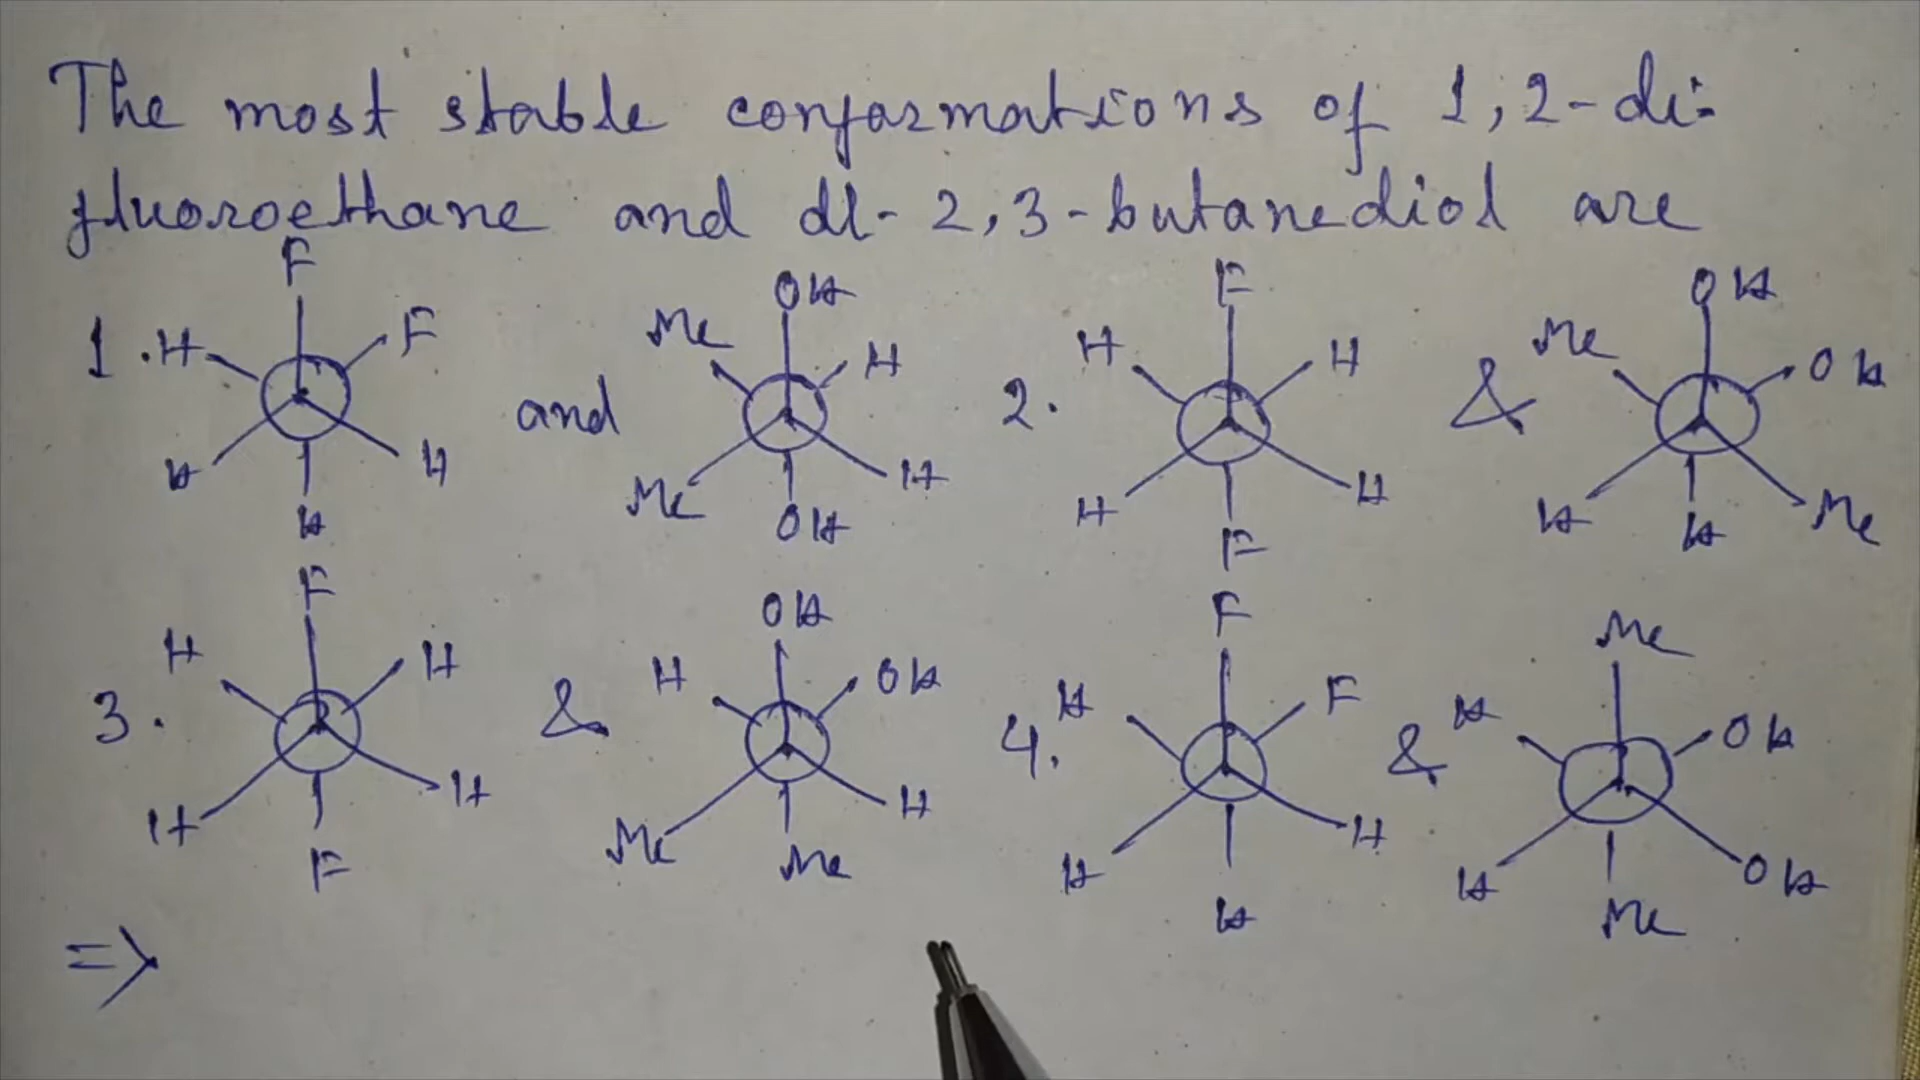 The most stable conformations of 1,2-di-
fluoroethane and dl-2,3-butanediol are
1. F H F H H H and OH Me H Me H OH
2. F H H H H F & OH Me OH H Me H
3. F H H H H F & OH H OH Me H Me
4. F H F H H H & Me H OH H OH Me
=>